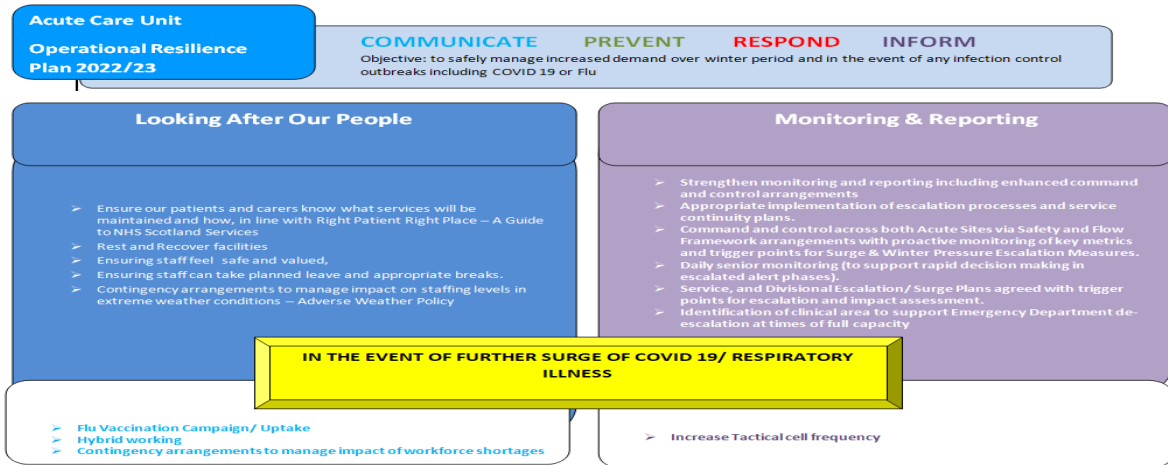 Acute Care Unit
Operational Resilience
Plan 2022/23
COMMUNICATE PREVENT RESPOND INFORM
Objective: to safely manage increased demand over winter period and in the event of any infection control
outbreaks including COVID 19 or Flu
Looking After Our People
➢ Ensure our patients and carers know what services will be
maintained and how, in line with Right Patient Right Place – A Guide
to NHS Scotland Services
➢ Rest and Recover facilities
➢ Ensuring staff feel safe and valued,
➢ Ensuring staff can take planned leave and appropriate breaks.
➢ Contingency arrangements to manage impact on staffing levels in
extreme weather conditions – Adverse Weather Policy
Monitoring & Reporting
➢ Strengthen monitoring and reporting including enhanced command
and control arrangements
➢ Appropriate implementation of escalation processes and service
continuity plans.
➢ Command and control across both Acute Sites via Safety and Flow
Framework arrangements with proactive monitoring of key metrics
and trigger points for Surge & Winter Pressure Escalation Measures.
➢ Daily senior monitoring (to support rapid decision making in
escalated alert phases).
➢ Service, and Divisional Escalation/ Surge Plans agreed with trigger
points for escalation and impact assessment.
➢ Identification of clinical area to support Emergency Department de-
escalation at times of full capacity
IN THE EVENT OF FURTHER SURGE OF COVID 19/ RESPIRATORY
ILLNESS
➢ Flu Vaccination Campaign/ Uptake
➢ Hybrid working
➢ Contingency arrangements to manage impact of workforce shortages
➢ Increase Tactical cell frequency